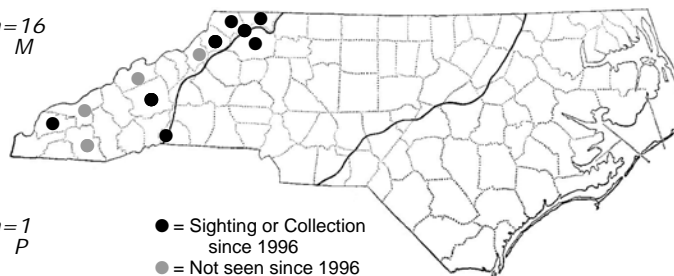 =16
M
=1
P
● = Sighting or Collection
since 1996
● = Not seen since 1996